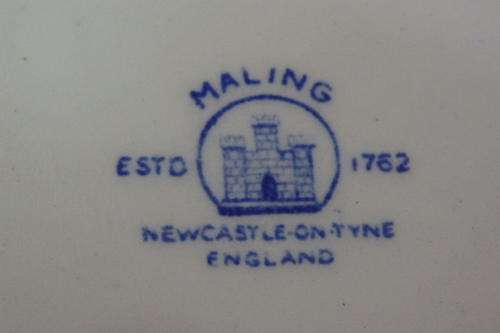 MALING
ESTD 1762
NEWCASTLE-ON-TYNE
ENGLAND